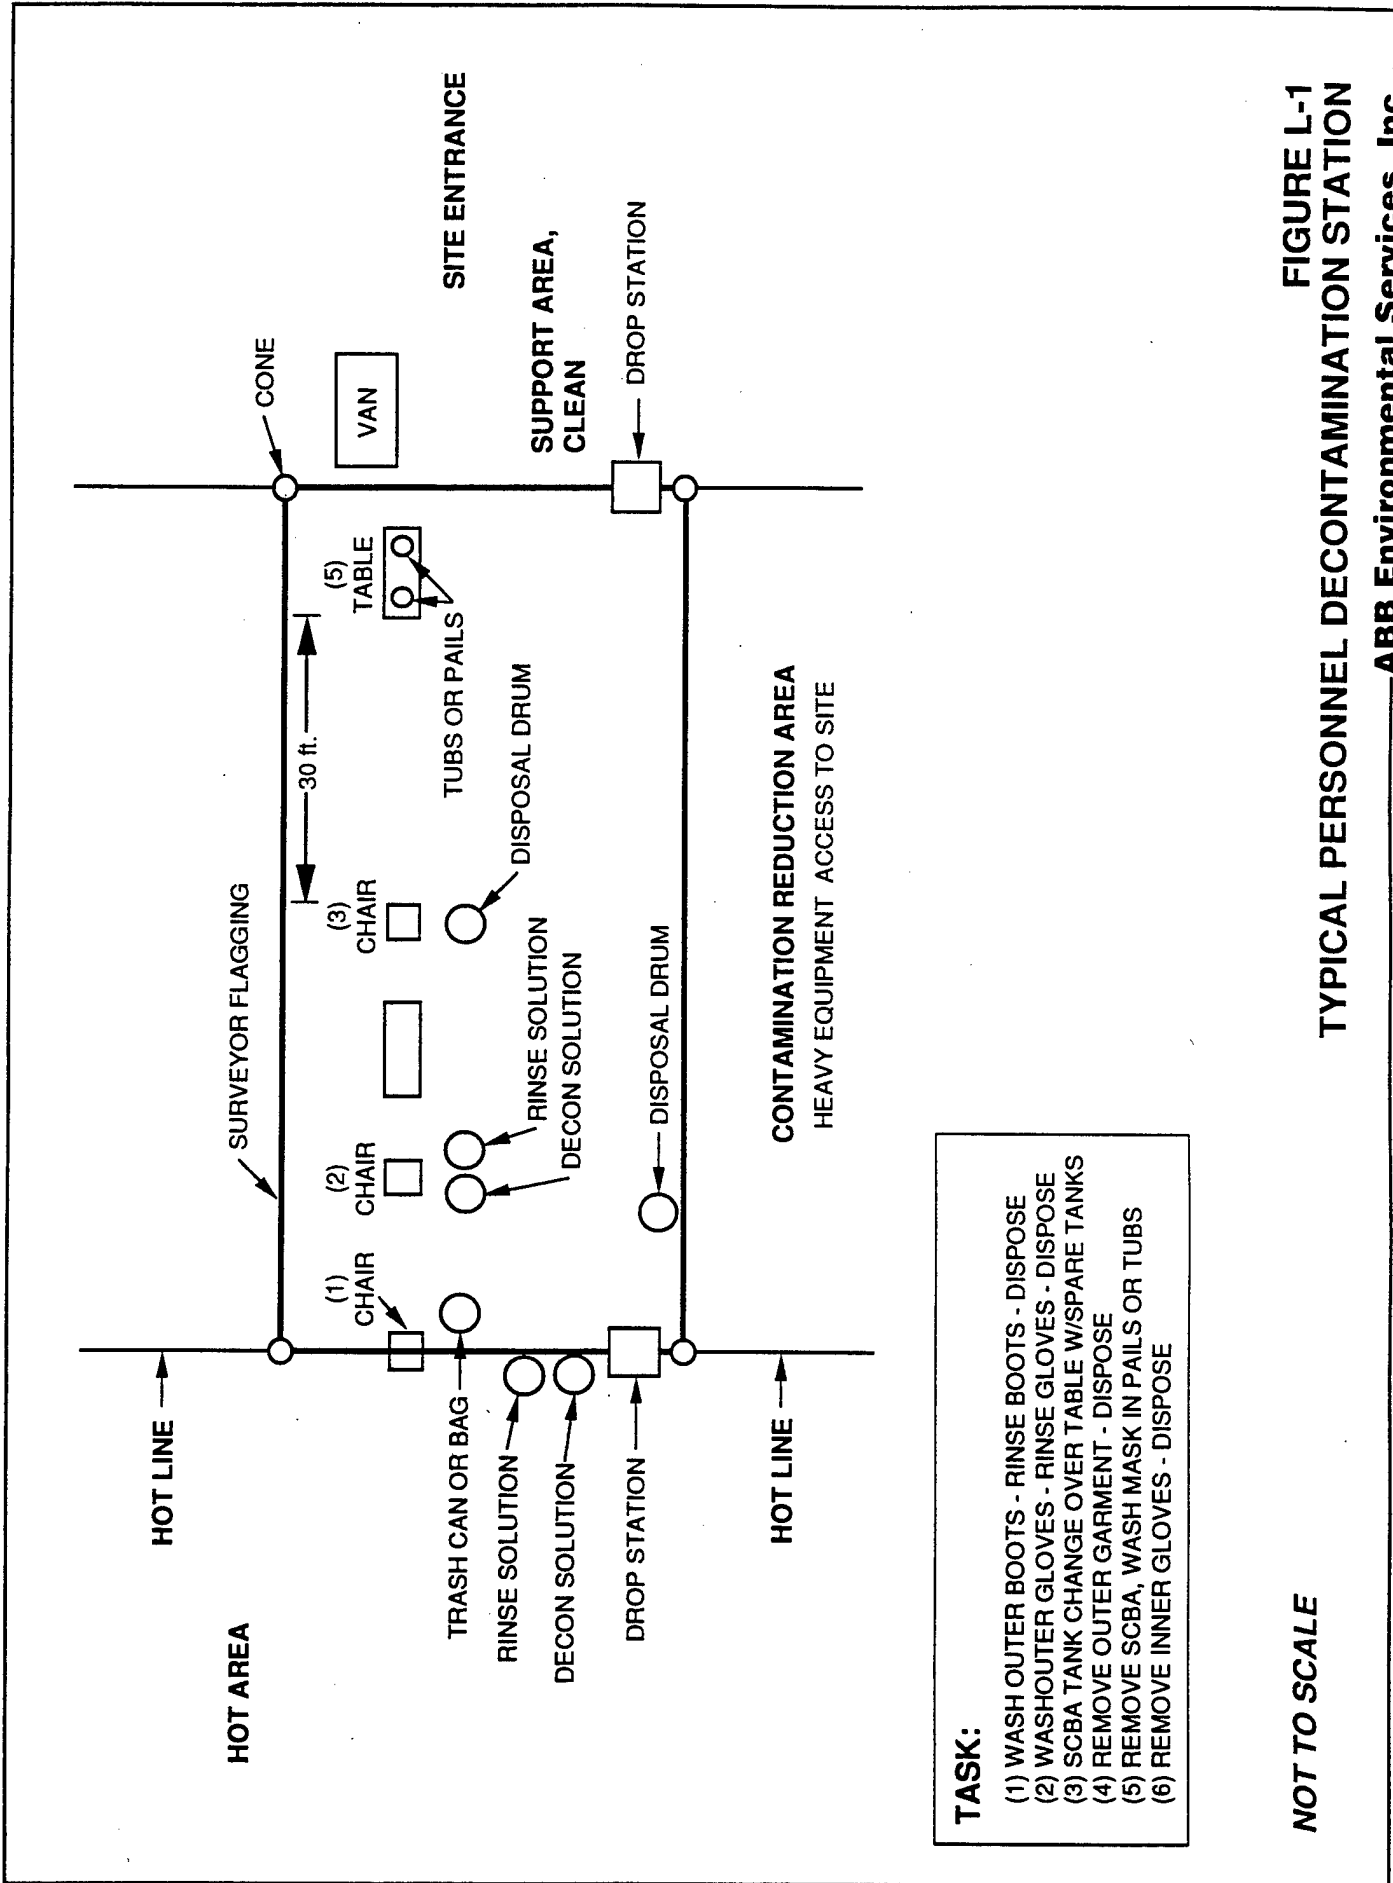 HOT AREA
HOT LINE
SURVEYOR FLAGGING
30 ft.
CONE
SITE ENTRANCE
VAN
(1)
CHAIR
(2)
CHAIR
(3)
CHAIR
(5)
TABLE
TUBS OR PAILS
SUPPORT AREA,
CLEAN
TRASH CAN OR BAG
RINSE SOLUTION
DECON SOLUTION
DROP STATION
RINSE SOLUTION
DECON SOLUTION
DISPOSAL DRUM
DISPOSAL DRUM
DROP STATION
HOT LINE
CONTAMINATION REDUCTION AREA
HEAVY EQUIPMENT ACCESS TO SITE
TASK:
(1) WASH OUTER BOOTS - RINSE BOOTS - DISPOSE
(2) WASHOUTER GLOVES - RINSE GLOVES - DISPOSE
(3) SCBA TANK CHANGE OVER TABLE W/SPARE TANKS
(4) REMOVE OUTER GARMENT - DISPOSE
(5) REMOVE SCBA, WASH MASK IN PAILS OR TUBS
(6) REMOVE INNER GLOVES - DISPOSE
NOT TO SCALE
FIGURE L-1
TYPICAL PERSONNEL DECONTAMINATION STATION
ABB Environmental Services, Inc.